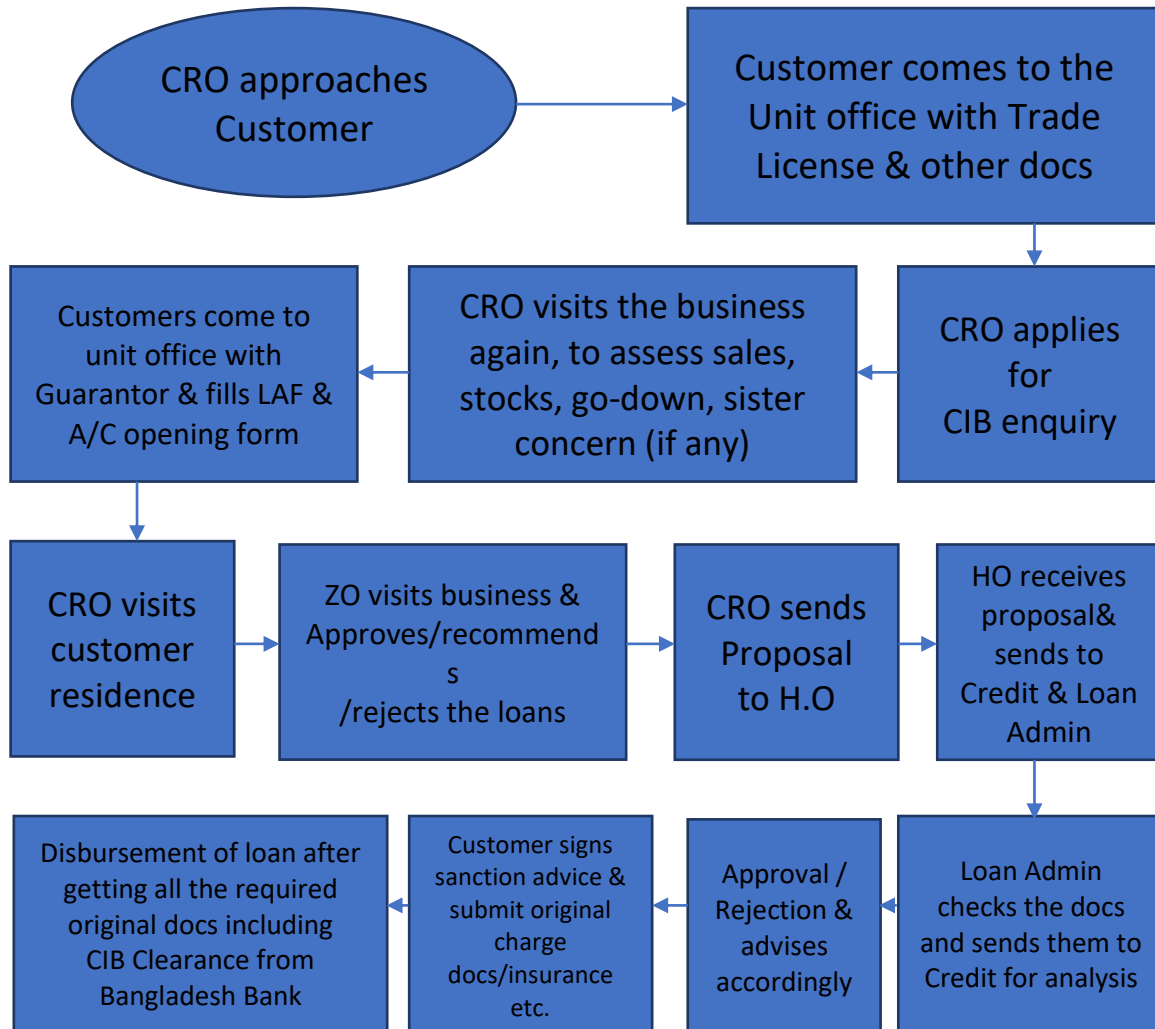 CRO approaches
Customer
Customer comes to the
Unit office with Trade
License & other docs
CRO applies
for
CIB enquiry
CRO visits the business
again, to assess sales,
stocks, go-down, sister
concern (if any)
Customers come to
unit office with
Guarantor & fills LAF &
A/C opening form
CRO visits
customer
residence
ZO visits business &
Approves/recommend
s
/rejects the loans
CRO sends
Proposal
to H.O
HO receives
proposal&
sends to
Credit & Loan
Admin
Loan Admin
checks the docs
and sends them to
Credit for analysis
Approval /
Rejection &
advises
accordingly
Customer signs
sanction advice &
submit original
charge
docs/insurance
etc.
Disbursement of loan after
getting all the required
original docs including
CIB Clearance from
Bangladesh Bank